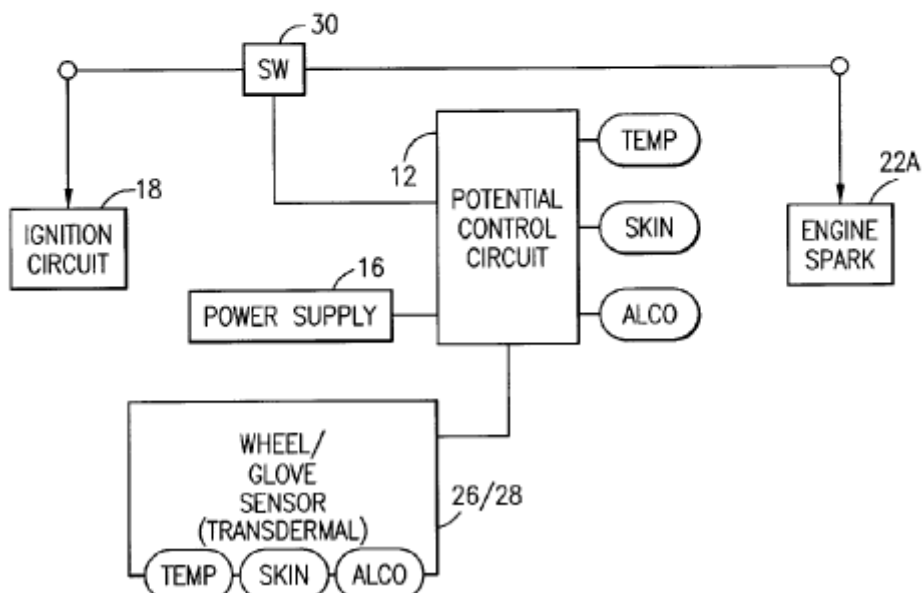 30
SW
12
TEMP
22A
18
POTENTIAL
CONTROL
CIRCUIT
SKIN
IGNITION
CIRCUIT
ENGINE
SPARK
16
POWER SUPPLY
ALCO
WHEEL/
GLOVE
SENSOR
(TRANSDERMAL)
26/28
TEMP
SKIN
ALCO